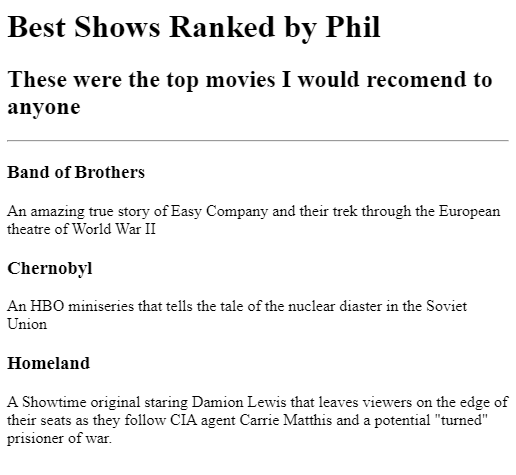 Best Shows Ranked by Phil
These were the top movies I would recomend to
anyone
Band of Brothers
An amazing true story of Easy Company and their trek through the European
theatre of World War II
Chernobyl
An HBO miniseries that tells the tale of the nuclear diaster in the Soviet
Union
Homeland
A Showtime original staring Damion Lewis that leaves viewers on the edge of
their seats as they follow CIA agent Carrie Matthis and a potential "turned"
prisioner of war.